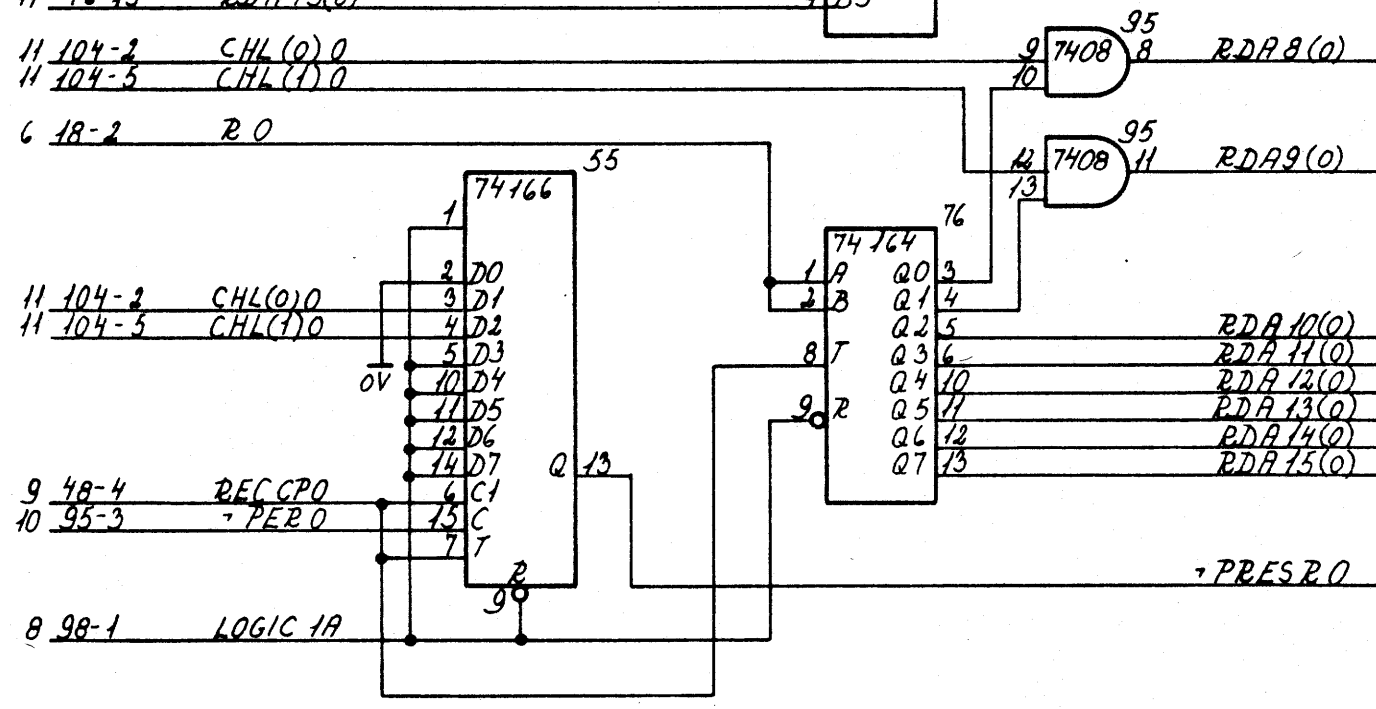 11 104-2 CHL(0)0 9 7408 95 8 RDA8(0)
11 104-5 CHL(1)0 10
6 18-2 R0 12 7408 95 11 RDA9(0)
13
55
74166
1
2 D0
11 104-2 CHL(0)0 3 D1
11 104-5 CHL(1)0 4 D2
5 D3
0V
10 D4
11 D5
12 D6
14 D7 Q 13
9 48-4 RECCP0 6 C1
10 95-3 ¬PER0 15 C
7 T
R
9
8 98-1 LOGIC 1A
76
74164
1 A Q0 3
2 B Q1 4
Q2 5 RDA10(0)
8 T Q3 6 RDA11(0)
Q4 10 RDA12(0)
9 R Q5 11 RDA13(0)
Q6 12 RDA14(0)
Q7 13 RDA15(0)
¬PRESR0